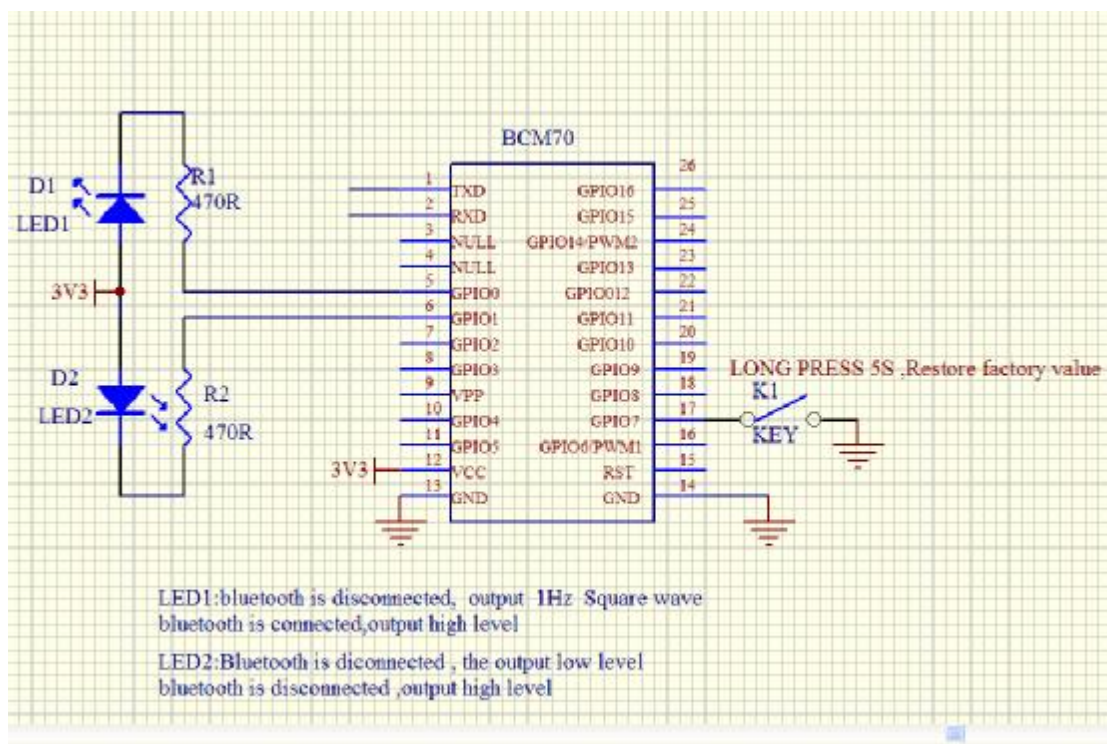 BCM70
D1
LED1
R1
470R
3V3
D2
LED2
R2
470R
1 TXD
2 RXD
3 NULL
4 NULL
5 GPIO0
6 GPIO1
7 GPIO2
8 GPIO3
9 VPP
10 GPIO4
11 GPIO5
3V3 12 VCC
13 GND
26 GPIO16
25 GPIO15
24 GPIO14/PWM2
23 GPIO13
22 GPIO012
21 GPIO11
20 GPIO10
19 GPIO9
18 GPIO8
17 GPIO7
16 GPIO6/PWM1
15 RST
14 GND
LONG PRESS 5S ,Restore factory value
K1
KEY
LED1:bluetooth is disconnected, output 1Hz Square wave
bluetooth is connected,output high level
LED2:Bluetooth is diconnected , the output low level
bluetooth is disconnected ,output high level